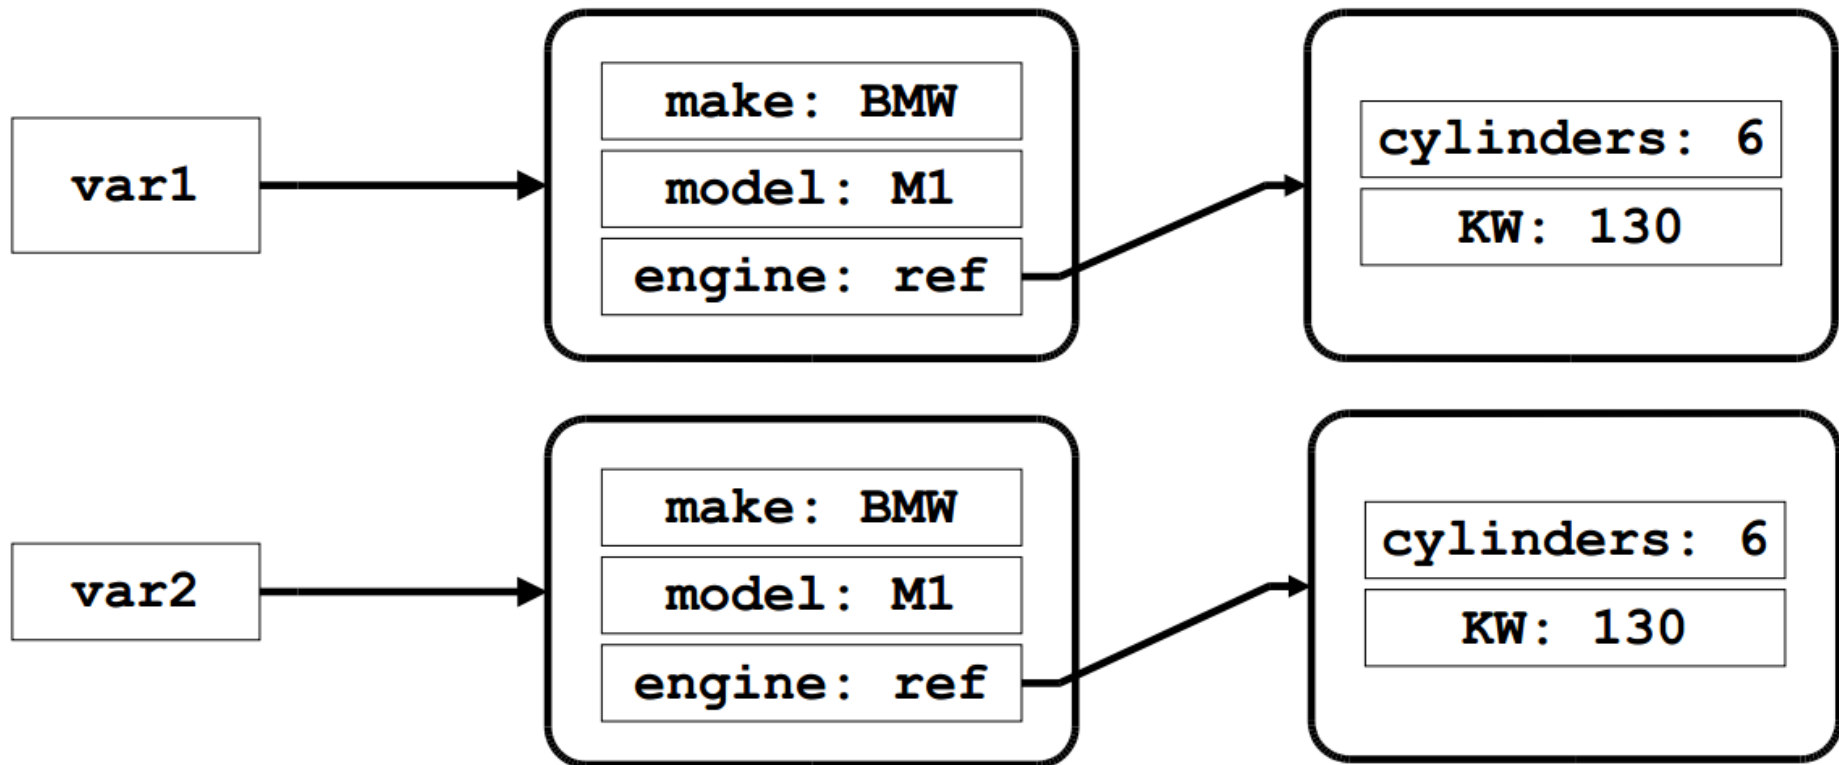 var1
make: BMW
model: M1
engine: ref
cylinders: 6
KW: 130
var2
make: BMW
model: M1
engine: ref
cylinders: 6
KW: 130